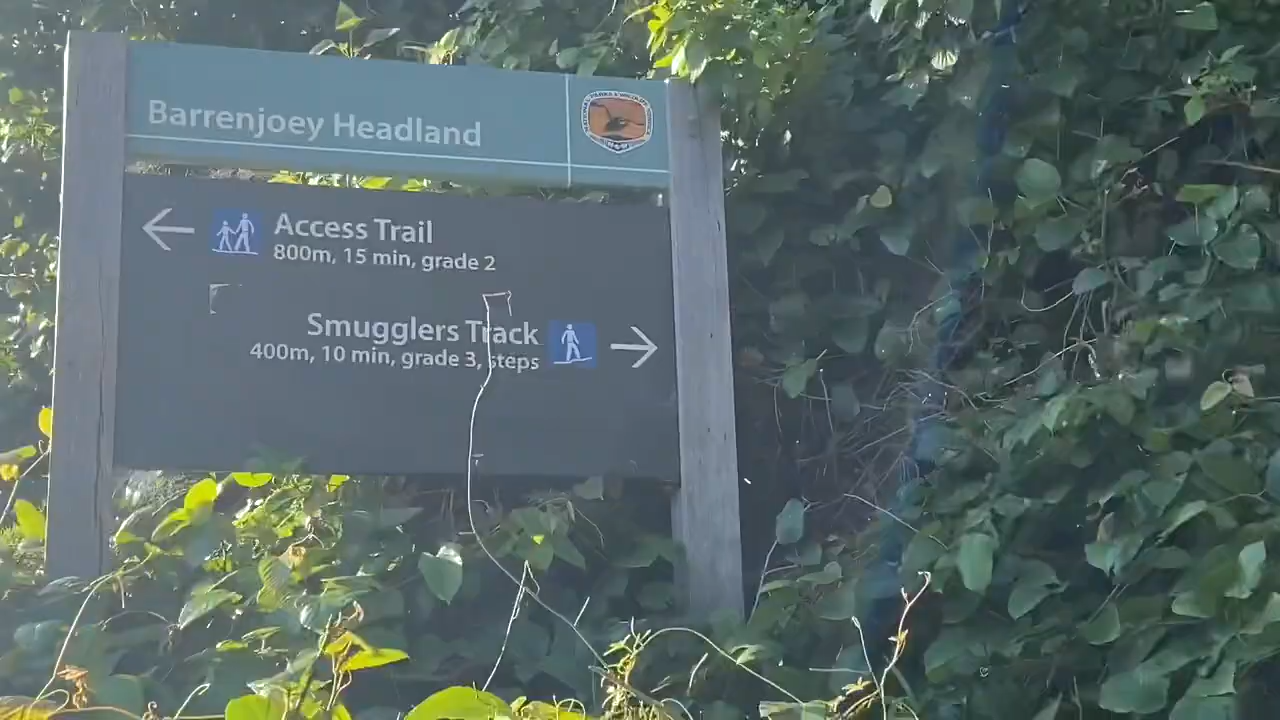 Barrenjoey Headland
Access Trail
800m, 15 min, grade 2
Smugglers Track
400m, 10 min, grade 3, steps